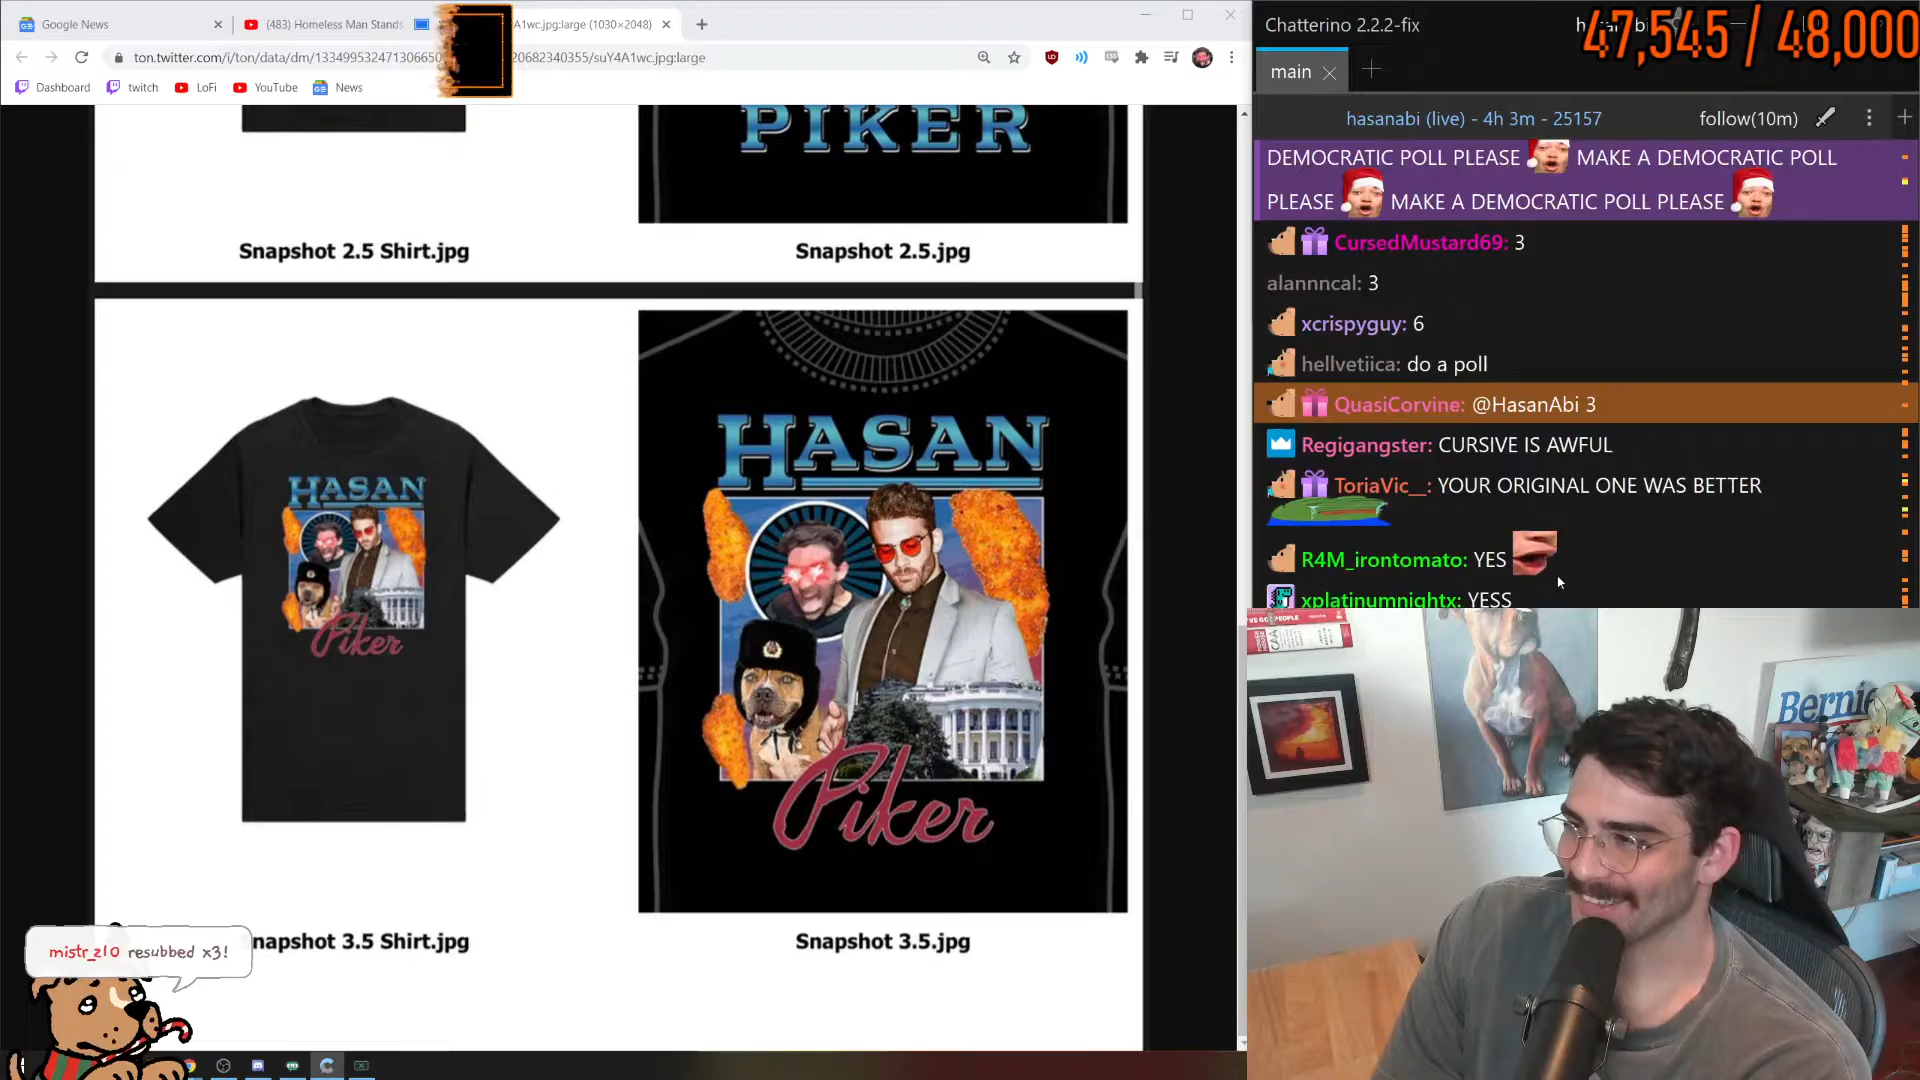 Google News
(483) Homeless Man Stands
A1wc.jpg:large (1030×2048)
Chatterino 2.2.2-fix
47,545 / 48,000
main
ton.twitter.com/i/ton/data/dm/13349953247130665
20682340355/suY4A1wc.jpg:large
Dashboard
twitch
LoFi
YouTube
News
hasanabi (live) - 4h 3m - 25157
follow(10m)
PIKER
Snapshot 2.5 Shirt.jpg
Snapshot 2.5.jpg
HASAN
Piker
HASAN
Piker
napshot 3.5 Shirt.jpg
Snapshot 3.5.jpg
mistr_z10 resubbed x3!
DEMOCRATIC POLL PLEASE MAKE A DEMOCRATIC POLL
PLEASE MAKE A DEMOCRATIC POLL PLEASE
CursedMustard69: 3
alannncal: 3
xcrispyguy: 6
hellvetiica: do a poll
QuasiCorvine: @HasanAbi 3
Regigangster: CURSIVE IS AWFUL
ToriaVic__: YOUR ORIGINAL ONE WAS BETTER
R4M_irontomato: YES
xplatinumnightx: YESS
Bernie